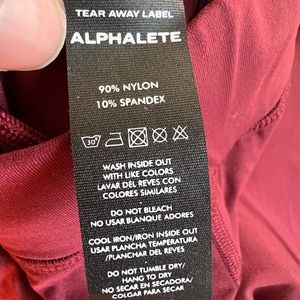 TEAR AWAY LABEL
ALPHALETE
90% NYLON
10% SPANDEX
30°
WASH INSIDE OUT
WITH LIKE COLORS
LAVAR DEL REVES CON
COLORES SIMILARES
DO NOT BLEACH
NO USAR BLANQUEADORES
COOL IRON/IRON INSIDE OUT
USAR PLANCHA TEMPERATURA
/PLANCHAR DEL REVES
DO NOT TUMBLE DRY/
HANG TO DRY
NO SECAR EN SECADORA/
COLGAR PARA SECAR